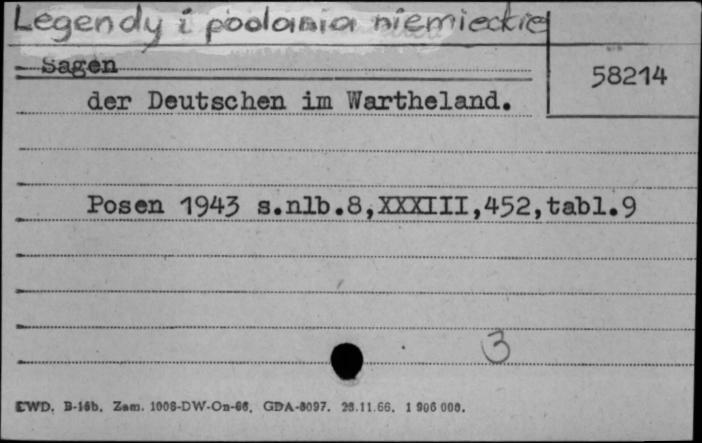 Legendy i podania niemieckie
58214
Sagen
der Deutschen im Wartheland.
Posen 1943 s.nlb.8,XXXIII,452,tabl.9
3
CWD. B-16b. Zam. 1008-DW-On-66, GDA-8097. 28.11.66. 1 906 000.